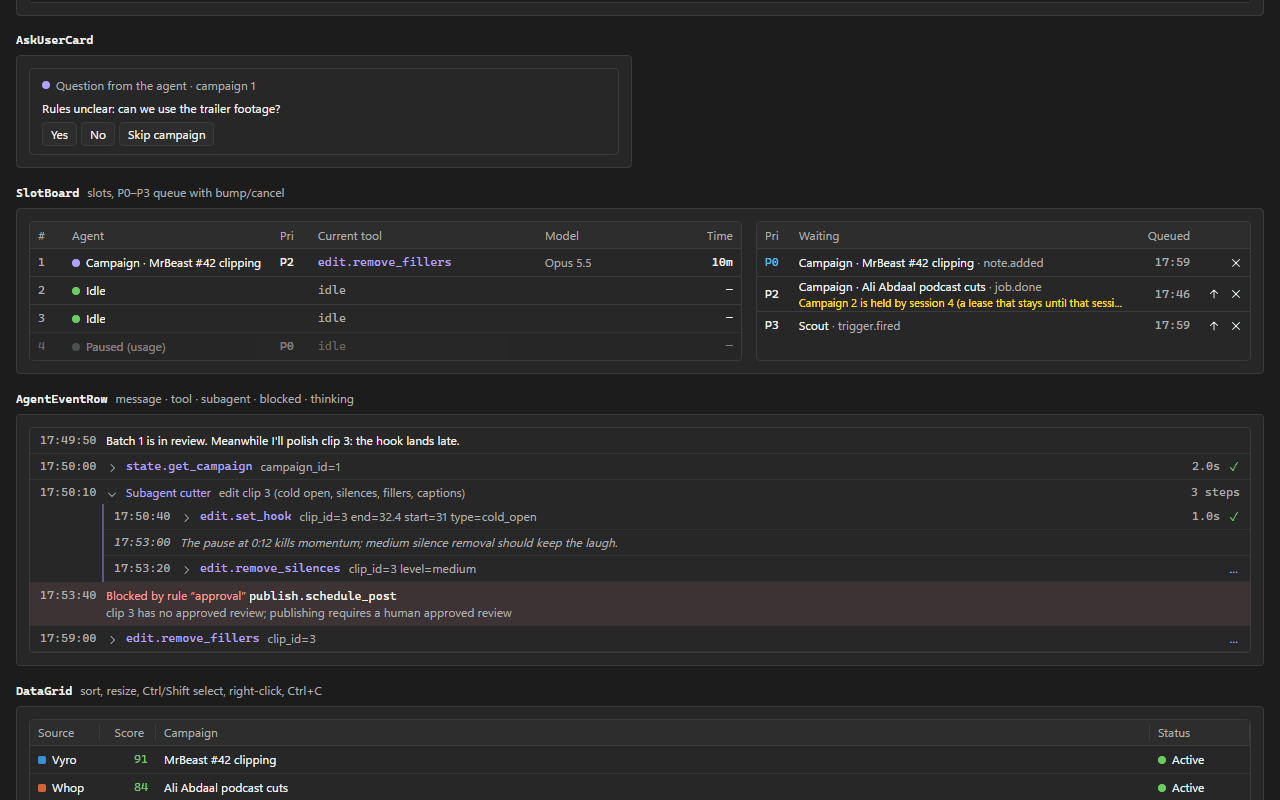 AskUserCard
Question from the agent · campaign 1
Rules unclear: can we use the trailer footage?
Yes No Skip campaign
SlotBoard slots, P0–P3 queue with bump/cancel
# Agent Pri Current tool Model Time
1 Campaign · MrBeast #42 clipping P2 edit.remove_fillers Opus 5.5 10m
2 Idle idle –
3 Idle idle –
4 Paused (usage) P0 idle –
Pri Waiting Queued
P0 Campaign · MrBeast #42 clipping · note.added 17:59
P2 Campaign · Ali Abdaal podcast cuts · job.done 17:46
Campaign 2 is held by session 4 (a lease that stays until that sessi...
P3 Scout · trigger.fired 17:59
AgentEventRow message · tool · subagent · blocked · thinking
17:49:50 Batch 1 is in review. Meanwhile I'll polish clip 3: the hook lands late.
17:50:00 state.get_campaign campaign_id=1 2.0s ✓
17:50:10 Subagent cutter edit clip 3 (cold open, silences, fillers, captions) 3 steps
17:50:40 edit.set_hook clip_id=3 end=32.4 start=31 type=cold_open 1.0s ✓
17:53:00 The pause at 0:12 kills momentum; medium silence removal should keep the laugh.
17:53:20 edit.remove_silences clip_id=3 level=medium ...
17:53:40 Blocked by rule “approval” publish.schedule_post
clip 3 has no approved review; publishing requires a human approved review
17:59:00 edit.remove_fillers clip_id=3 ...
DataGrid sort, resize, Ctrl/Shift select, right-click, Ctrl+C
Source Score Campaign Status
Vyro 91 MrBeast #42 clipping Active
Whop 84 Ali Abdaal podcast cuts Active